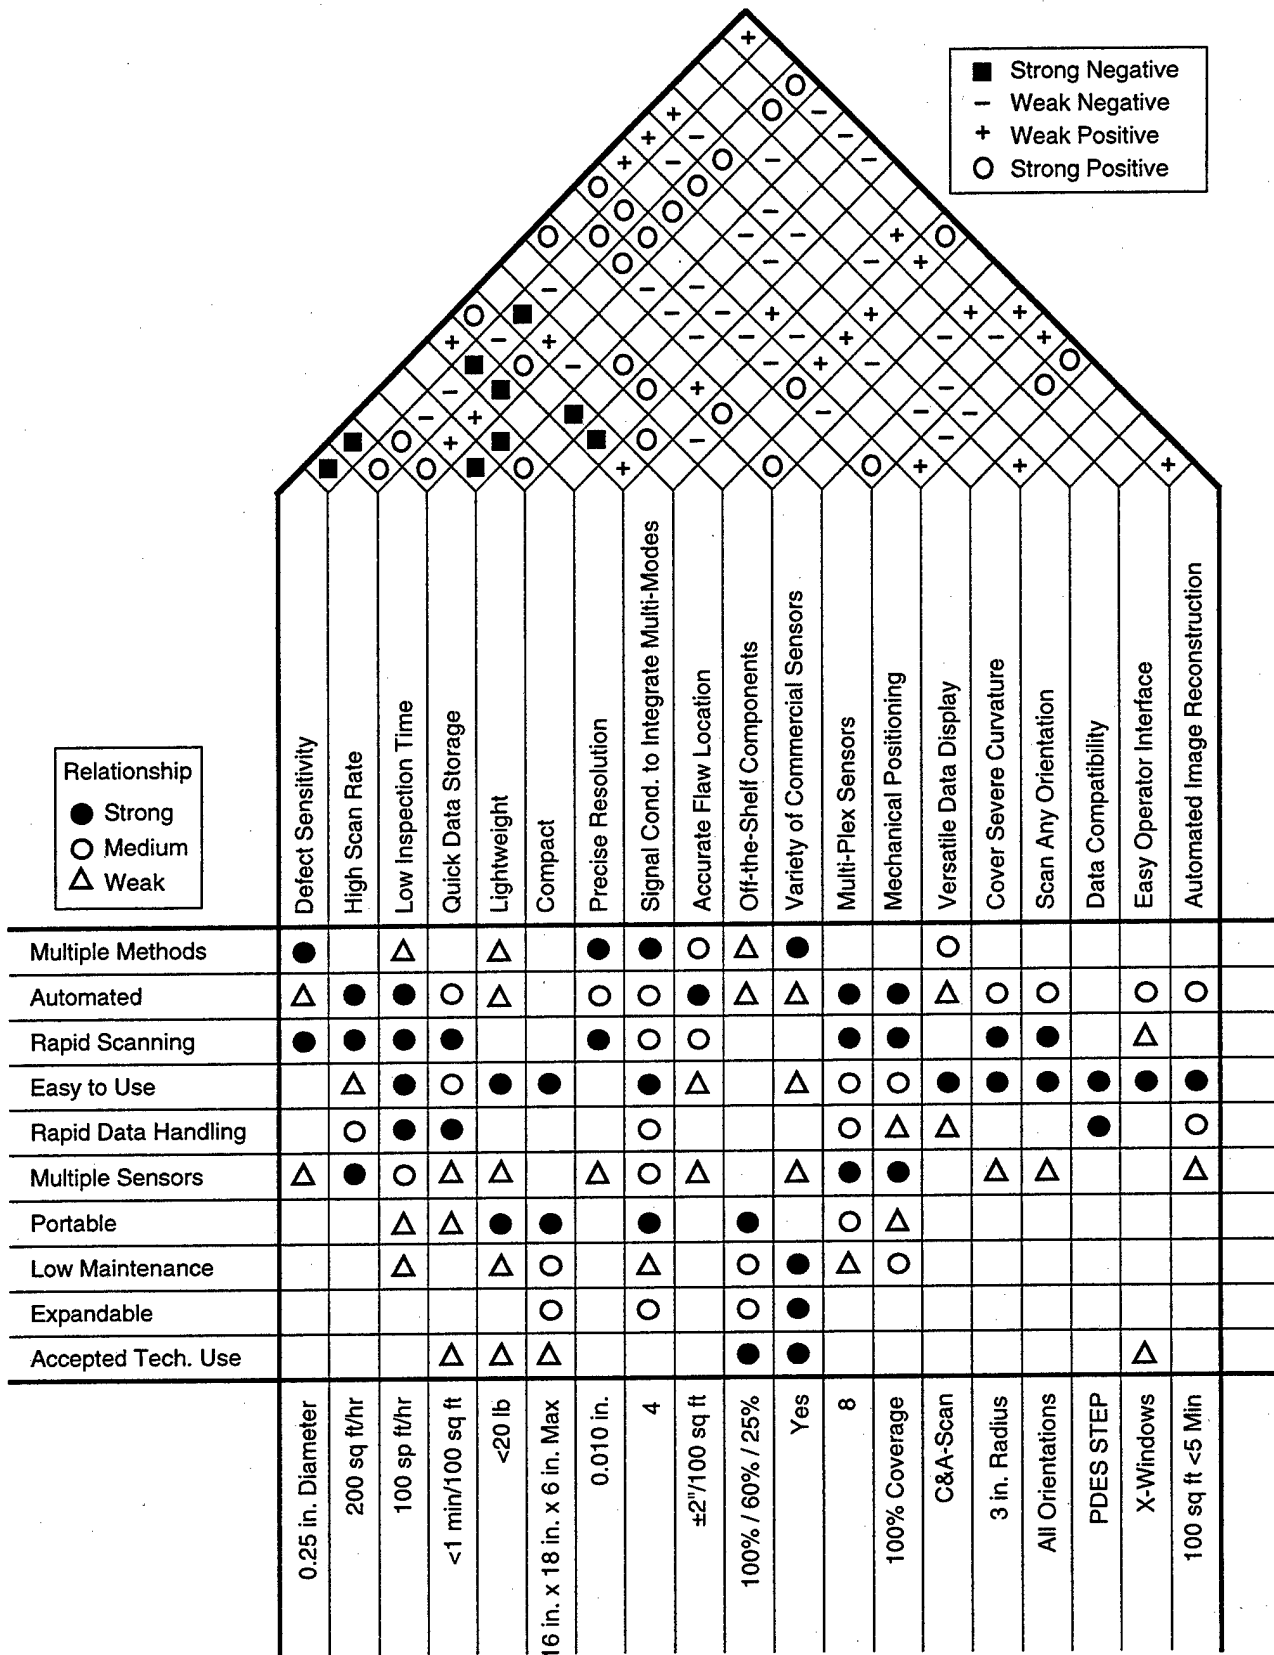 Strong Negative
Weak Negative
Weak Positive
Strong Positive
Relationship
Strong
Medium
Weak
Defect Sensitivity
High Scan Rate
Low Inspection Time
Quick Data Storage
Lightweight
Compact
Precise Resolution
Signal Cond. to Integrate Multi-Modes
Accurate Flaw Location
Off-the-Shelf Components
Variety of Commercial Sensors
Multi-Plex Sensors
Mechanical Positioning
Versatile Data Display
Cover Severe Curvature
Scan Any Orientation
Data Compatibility
Easy Operator Interface
Automated Image Reconstruction
Multiple Methods
Automated
Rapid Scanning
Easy to Use
Rapid Data Handling
Multiple Sensors
Portable
Low Maintenance
Expandable
Accepted Tech. Use
0.25 in. Diameter
200 sq ft/hr
100 sp ft/hr
<1 min/100 sq ft
<20 lb
16 in. x 18 in. x 6 in. Max
0.010 in.
4
±2"/100 sq ft
100% / 60% / 25%
Yes
8
100% Coverage
C&A-Scan
3 in. Radius
All Orientations
PDES STEP
X-Windows
100 sq ft <5 Min